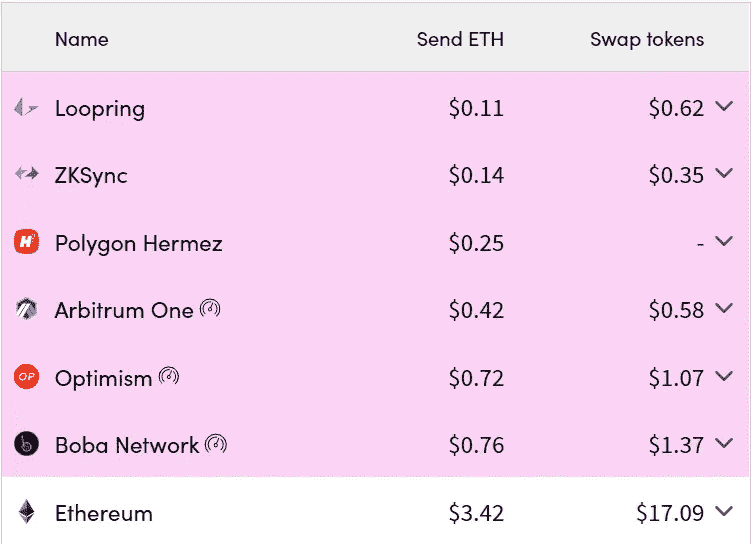 Name Send ETH Swap tokens
Loopring $0.11 $0.62
ZKSync $0.14 $0.35
H Polygon Hermez $0.25 -
Arbitrum One $0.42 $0.58
OP Optimism $0.72 $1.07
Boba Network $0.76 $1.37
Ethereum $3.42 $17.09